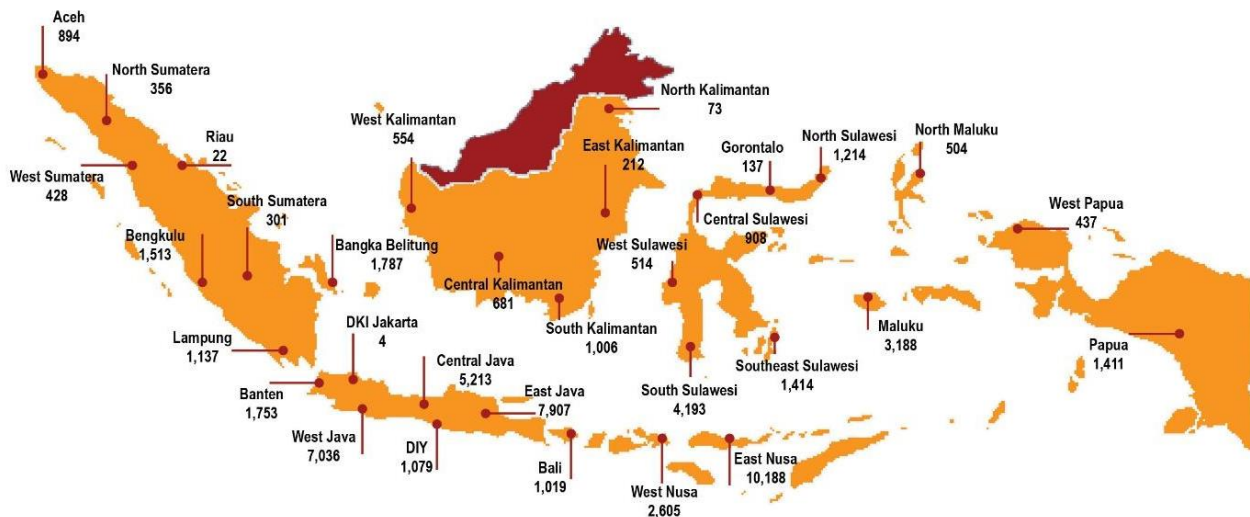 Aceh
894
North Sumatera
356
Riau
22
West Sumatera
428
South Sumatera
301
Bengkulu
1,513
Bangka Belitung
1,787
Lampung
1,137
DKI Jakarta
4
Banten
1,753
West Java
7,036
Central Java
5,213
DIY
1,079
East Java
7,907
Bali
1,019
West Nusa
2,605
East Nusa
10,188
West Kalimantan
554
North Kalimantan
73
East Kalimantan
212
Central Kalimantan
681
South Kalimantan
1,006
Gorontalo
137
North Sulawesi
1,214
Central Sulawesi
908
West Sulawesi
514
South Sulawesi
4,193
Southeast Sulawesi
1,414
North Maluku
504
Maluku
3,188
West Papua
437
Papua
1,411